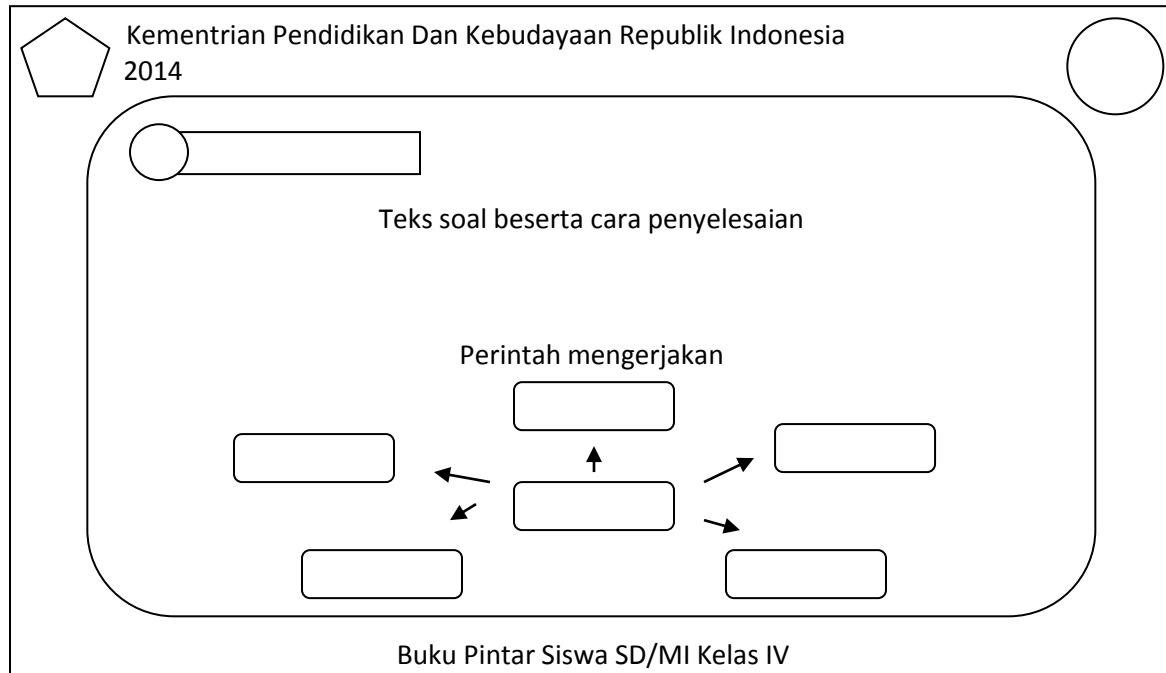 Kementrian Pendidikan Dan Kebudayaan Republik Indonesia
2014
Teks soal beserta cara penyelesaian
Perintah mengerjakan
Buku Pintar Siswa SD/MI Kelas IV